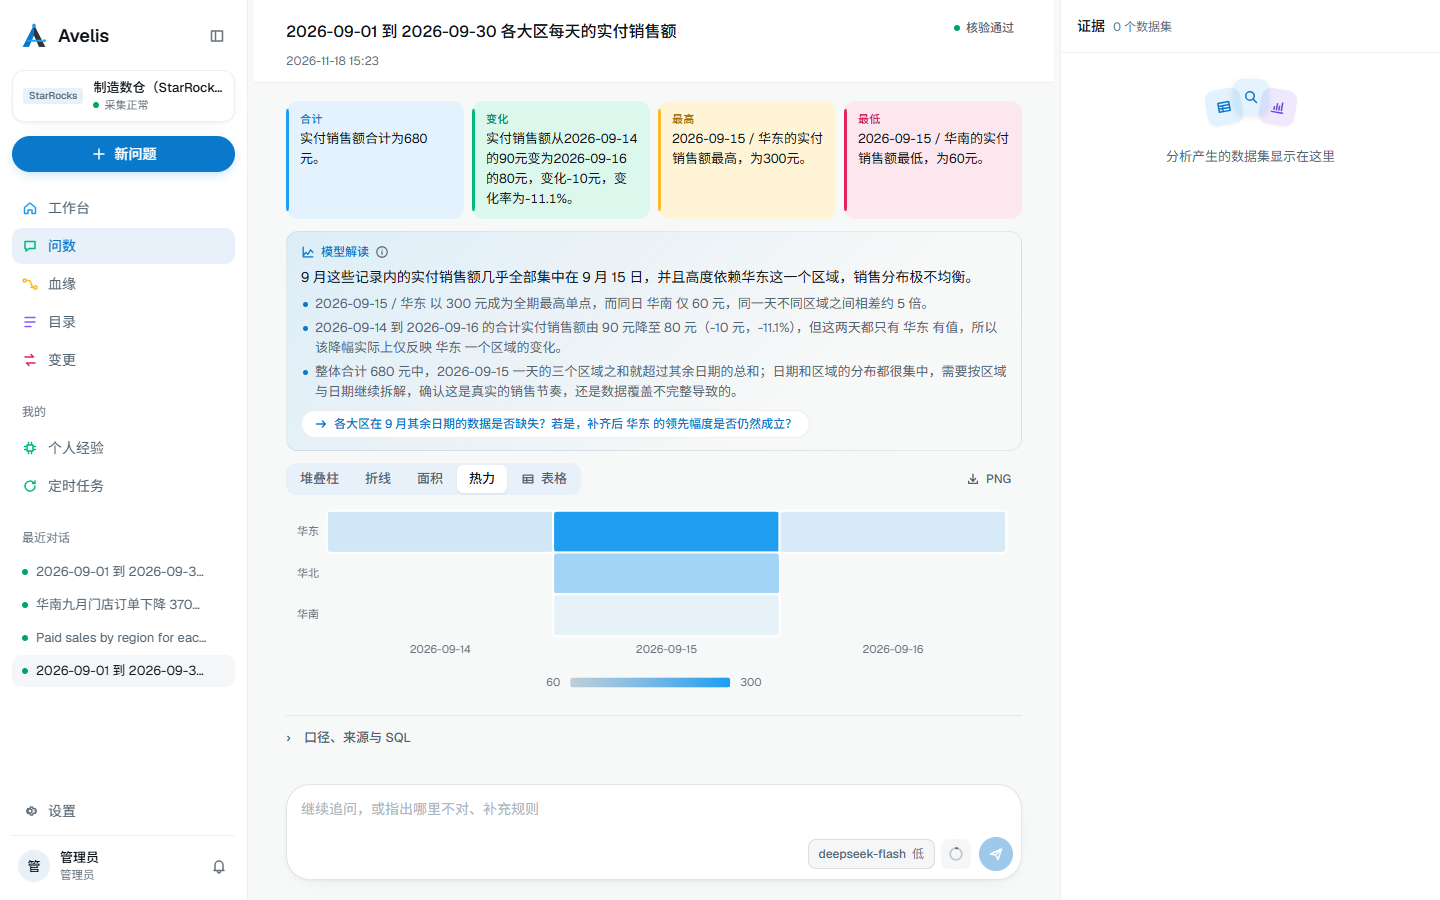 Avelis
StarRocks
制造数仓（StarRock...
采集正常
新问题
工作台
问数
血缘
目录
变更
我的
个人经验
定时任务
最近对话
2026-09-01 到 2026-09-3...
华南九月门店订单下降 370...
Paid sales by region for eac...
2026-09-01 到 2026-09-3...
设置
管
管理员
管理员
2026-09-01 到 2026-09-30 各大区每天的实付销售额
核验通过
2026-11-18 15:23
合计
实付销售额合计为680
元。
变化
实付销售额从2026-09-14
的90元变为2026-09-16
的80元，变化-10元，变
化率为-11.1%。
最高
2026-09-15 / 华东的实付
销售额最高，为300元。
最低
2026-09-15 / 华南的实付
销售额最低，为60元。
模型解读
9 月这些记录内的实付销售额几乎全部集中在 9 月 15 日，并且高度依赖华东这一个区域，销售分布极不均衡。
2026-09-15 / 华东 以 300 元成为全期最高单点，而同日 华南 仅 60 元，同一天不同区域之间相差约 5 倍。
2026-09-14 到 2026-09-16 的合计实付销售额由 90 元降至 80 元（-10 元，-11.1%），但这两天都只有 华东 有值，所以
该降幅实际上仅反映 华东 一个区域的变化。
整体合计 680 元中，2026-09-15 一天的三个区域之和就超过其余日期的总和；日期和区域的分布都很集中，需要按区域
与日期继续拆解，确认这是真实的销售节奏，还是数据覆盖不完整导致的。
各大区在 9 月其余日期的数据是否缺失？若是，补齐后 华东 的领先幅度是否仍然成立？
堆叠柱
折线
面积
热力
表格
PNG
华东
华北
华南
2026-09-14
2026-09-15
2026-09-16
60
300
口径、来源与 SQL
继续追问，或指出哪里不对、补充规则
deepseek-flash 低
证据 0 个数据集
分析产生的数据集显示在这里